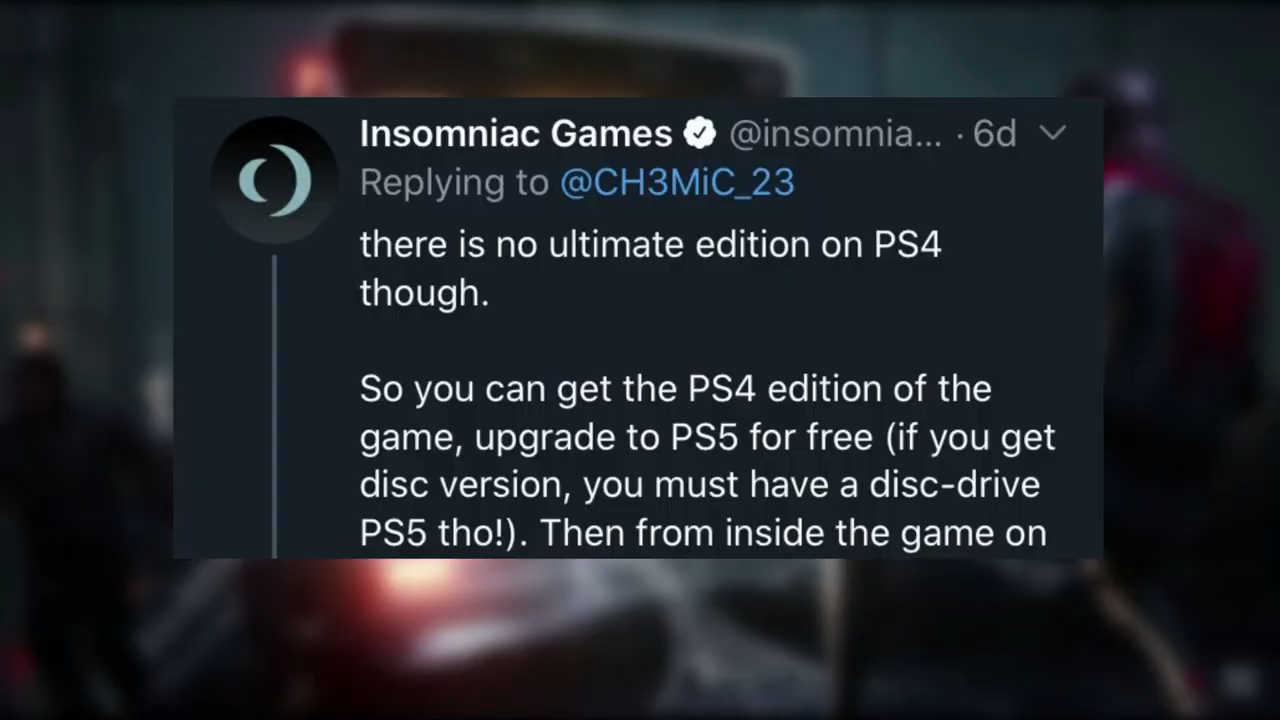 Insomniac Games @insomnia... · 6d
Replying to @CH3MiC_23
there is no ultimate edition on PS4
though.
So you can get the PS4 edition of the
game, upgrade to PS5 for free (if you get
disc version, you must have a disc-drive
PS5 tho!). Then from inside the game on